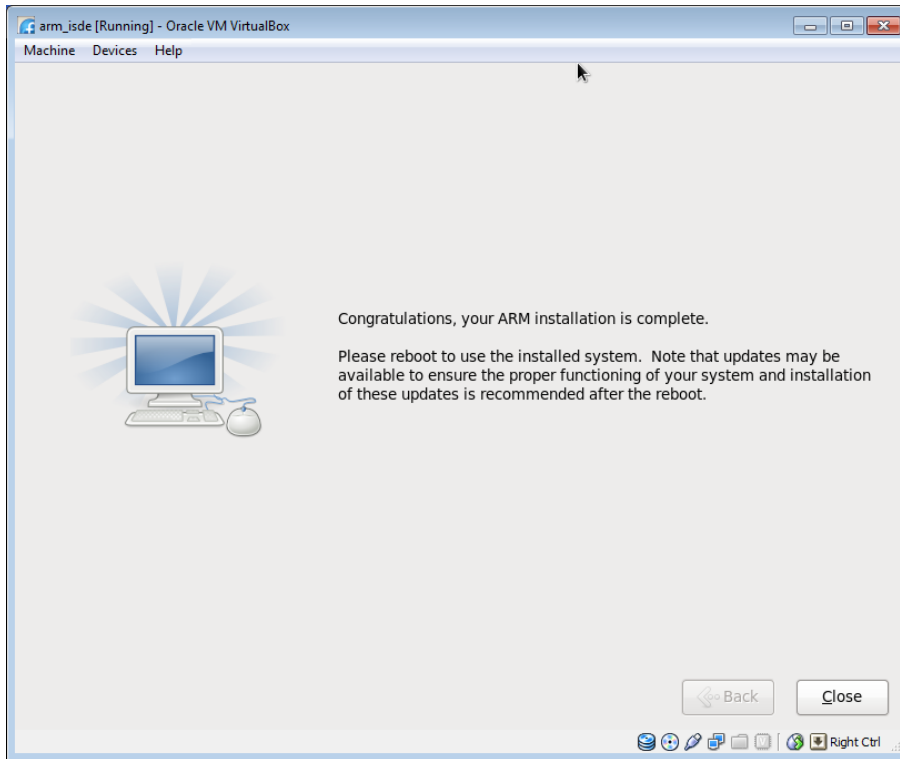 arm_isde [Running] - Oracle VM VirtualBox
Machine Devices Help
Congratulations, your ARM installation is complete.
Please reboot to use the installed system.  Note that updates may be
available to ensure the proper functioning of your system and installation
of these updates is recommended after the reboot.
Back Close
Right Ctrl